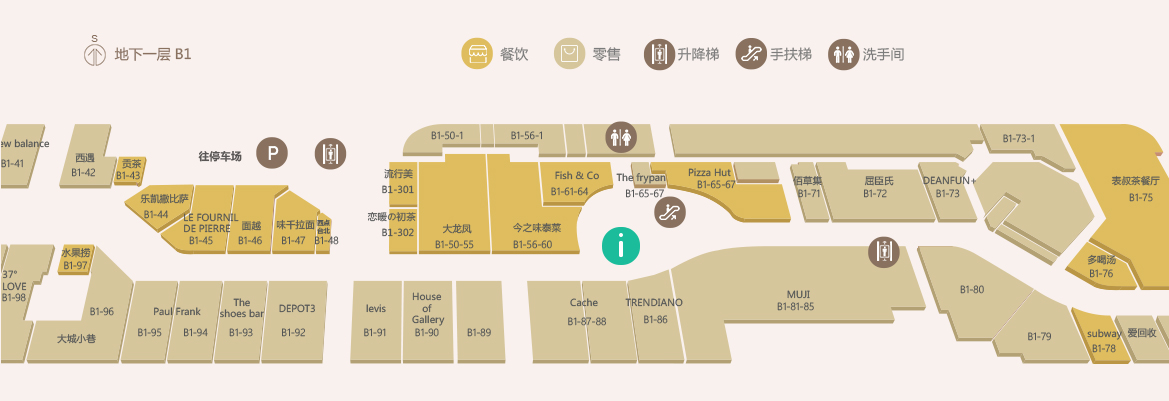 S
地下一层 B1
餐饮
零售
升降梯
手扶梯
洗手间
ew balance
B1-41
西遇
B1-42
贡茶
B1-43
往停车场
P
B1-50-1
B1-56-1
B1-73-1
流行美
B1-301
恋暖の初茶
B1-302
大龙凤
B1-50-55
今之味泰菜
B1-56-60
Fish & Co
B1-61-64
The frypan
B1-65-67
Pizza Hut
B1-65-67
佰草集
B1-71
屈臣氏
B1-72
DEANFUN+
B1-73
表叔茶餐厅
B1-75
乐凯撒比萨
B1-44
LE FOURNIL
DE PIERRE
B1-45
面越
B1-46
味千拉面
B1-47
B1-48
i
水果捞
B1-97
37°
LOVE
B1-98
大城小巷
B1-96
Paul Frank
B1-95
B1-94
The
shoes bar
B1-93
DEPOT3
B1-92
levis
B1-91
House
of
Gallery
B1-90
B1-89
Cache
B1-87-88
TRENDIANO
B1-86
MUJI
B1-81-85
B1-80
B1-79
多喝汤
B1-76
subway
B1-78
爱回收